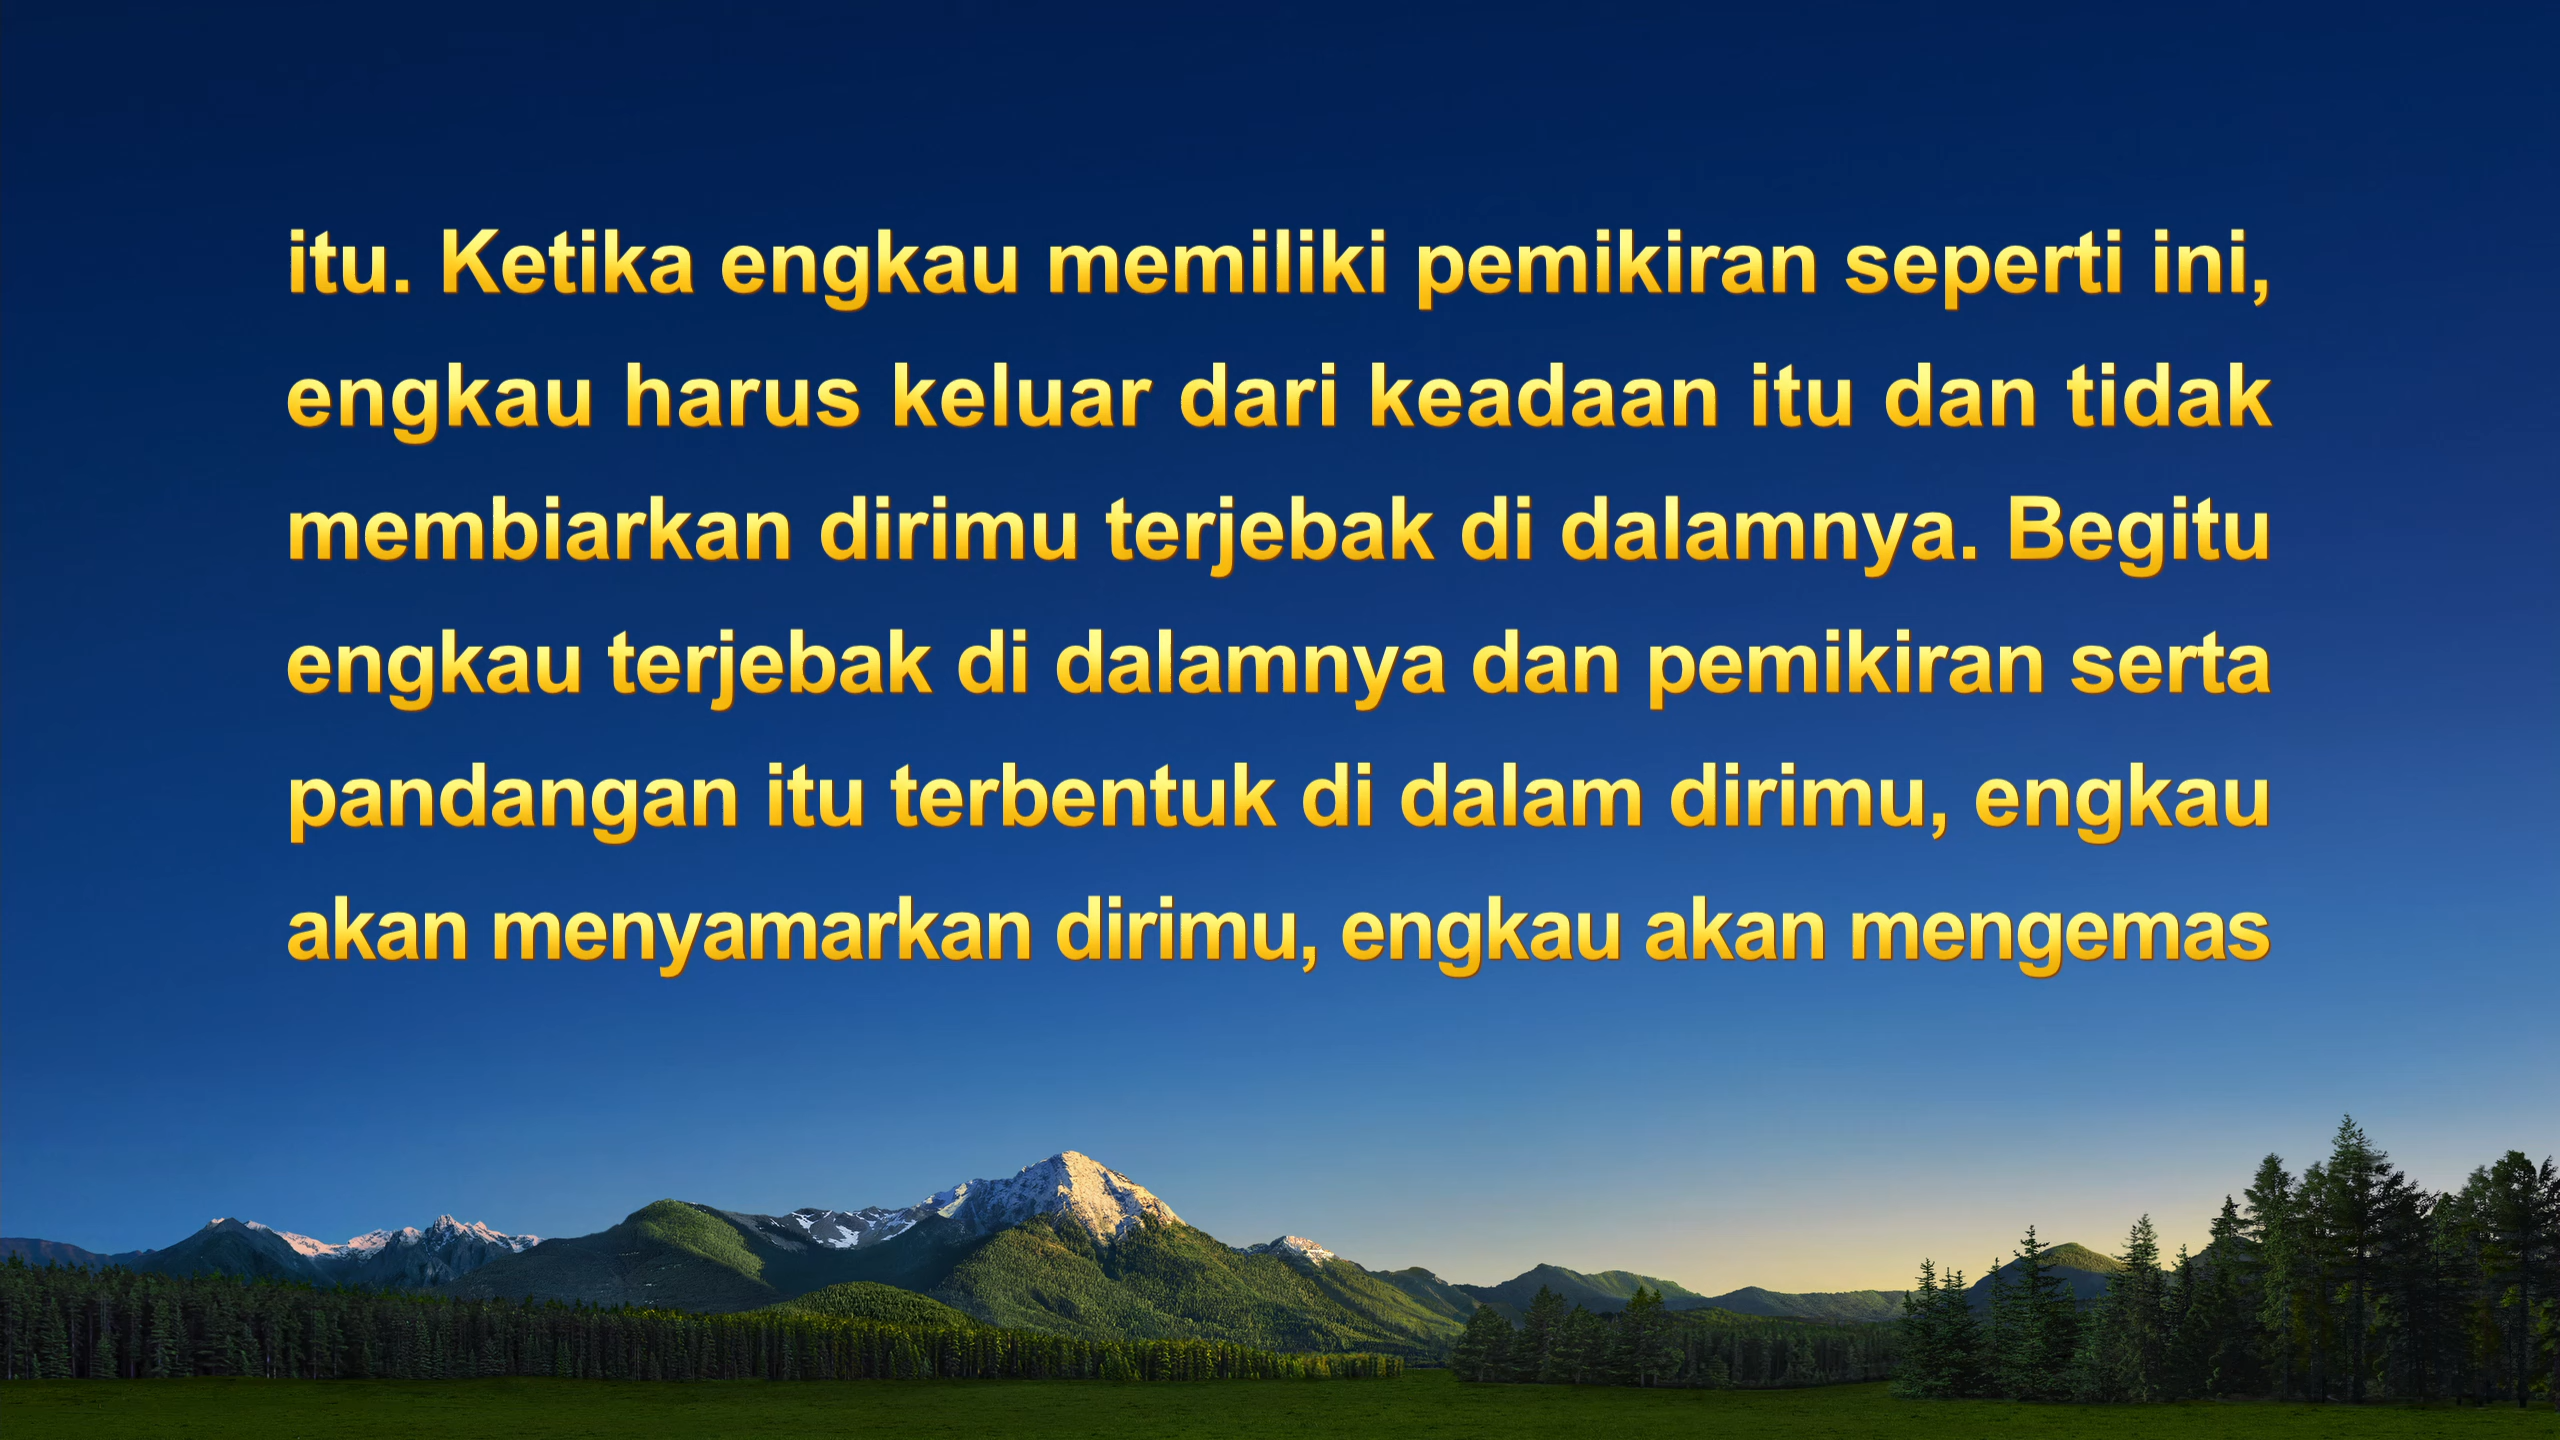 itu. Ketika engkau memiliki pemikiran seperti ini,
engkau harus keluar dari keadaan itu dan tidak
membiarkan dirimu terjebak di dalamnya. Begitu
engkau terjebak di dalamnya dan pemikiran serta
pandangan itu terbentuk di dalam dirimu, engkau
akan menyamarkan dirimu, engkau akan mengemas